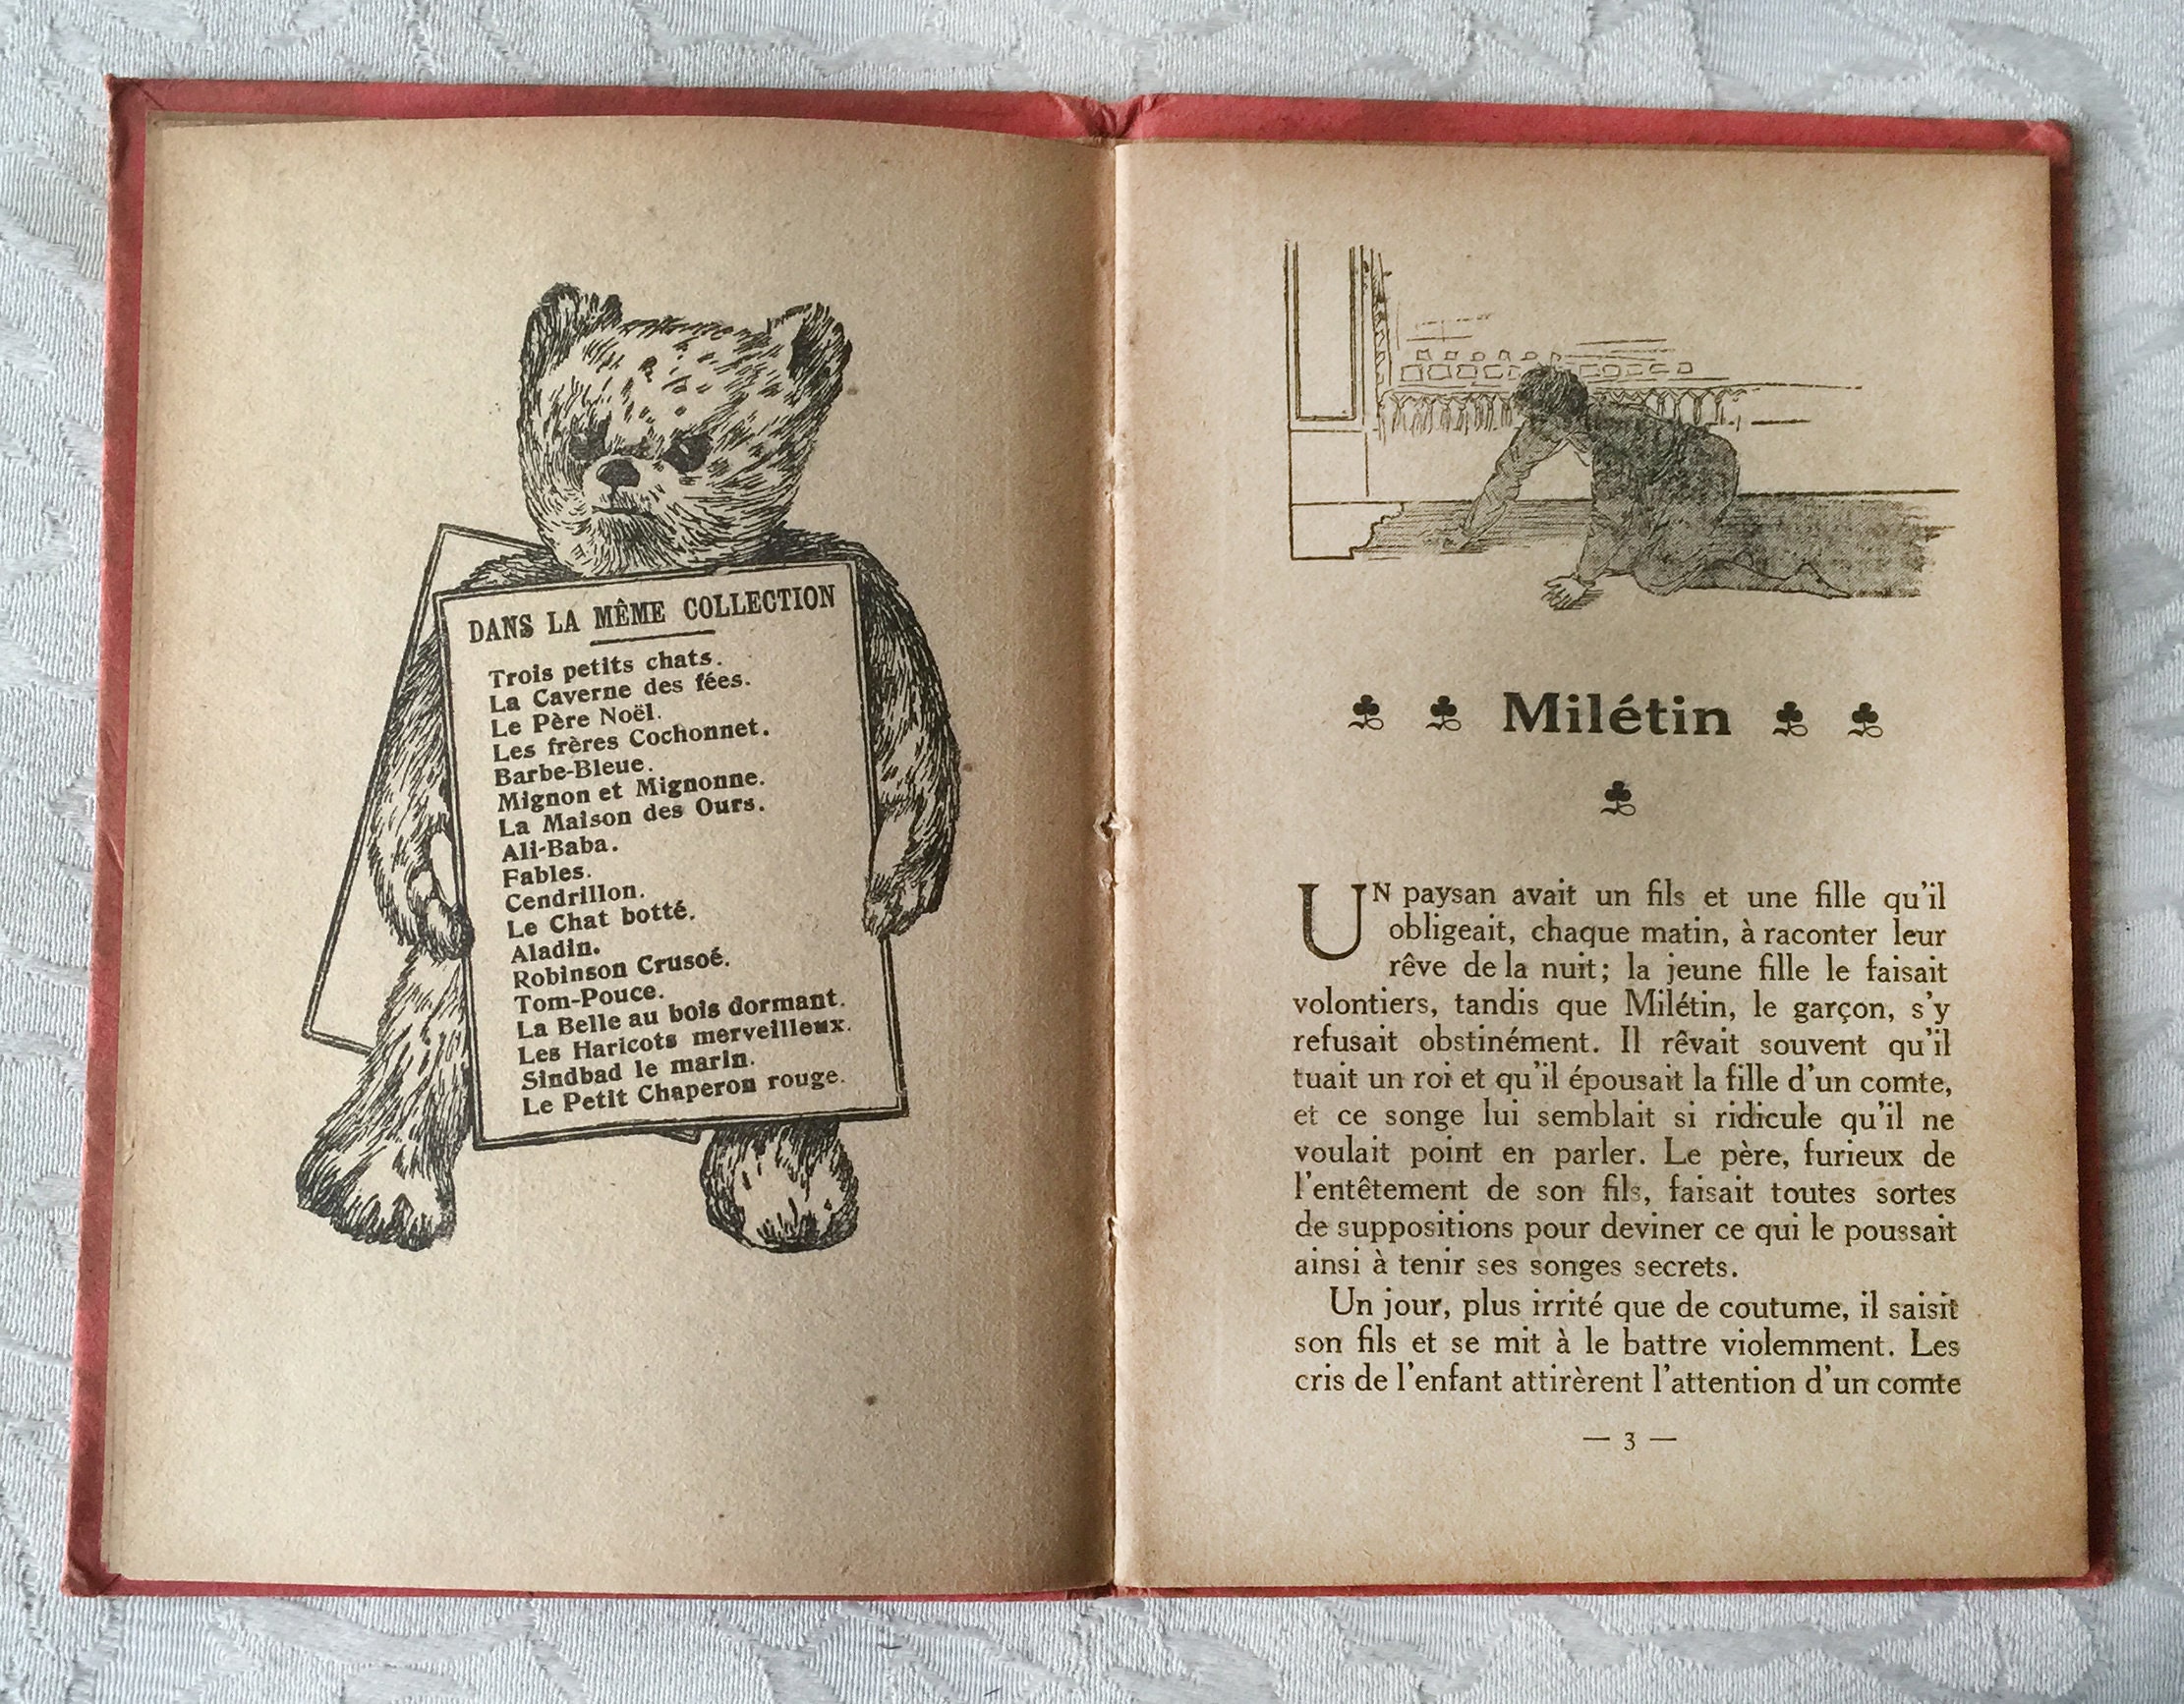 DANS LA MÊME COLLECTION
Trois petits chats.
La Caverne des fées.
Le Père Noël.
Les frères Cochonnet.
Barbe-Bleue.
Mignon et Mignonne.
La Maison des Ours.
Ali-Baba.
Fables.
Cendrillon.
Le Chat botté.
Aladin.
Robinson Crusoé.
Tom-Pouce.
La Belle au bois dormant.
Les Haricots merveilleux.
Sindbad le marin.
Le Petit Chaperon rouge.
Milétin
UN paysan avait un fils et une fille qu'il
obligeait, chaque matin, à raconter leur
rêve de la nuit; la jeune fille le faisait
volontiers, tandis que Milétin, le garçon, s'y
refusait obstinément. Il rêvait souvent qu'il
tuait un roi et qu'il épousait la fille d'un comte,
et ce songe lui semblait si ridicule qu'il ne
voulait point en parler. Le père, furieux de
l'entêtement de son fils, faisait toutes sortes
de suppositions pour deviner ce qui le poussait
ainsi à tenir ses songes secrets.
Un jour, plus irrité que de coutume, il saisit
son fils et se mit à le battre violemment. Les
cris de l'enfant attirèrent l'attention d'un comte
— 3 —